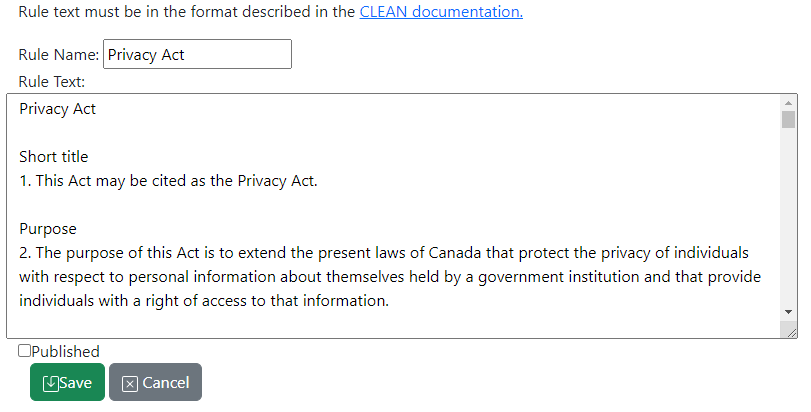 Rule text must be in the format described in the CLEAN documentation.
Rule Name: Privacy Act
Rule Text:
Privacy Act
Short title
1. This Act may be cited as the Privacy Act.
Purpose
2. The purpose of this Act is to extend the present laws of Canada that protect the privacy of individuals
with respect to personal information about themselves held by a government institution and that provide
individuals with a right of access to that information.
Published
Save Cancel